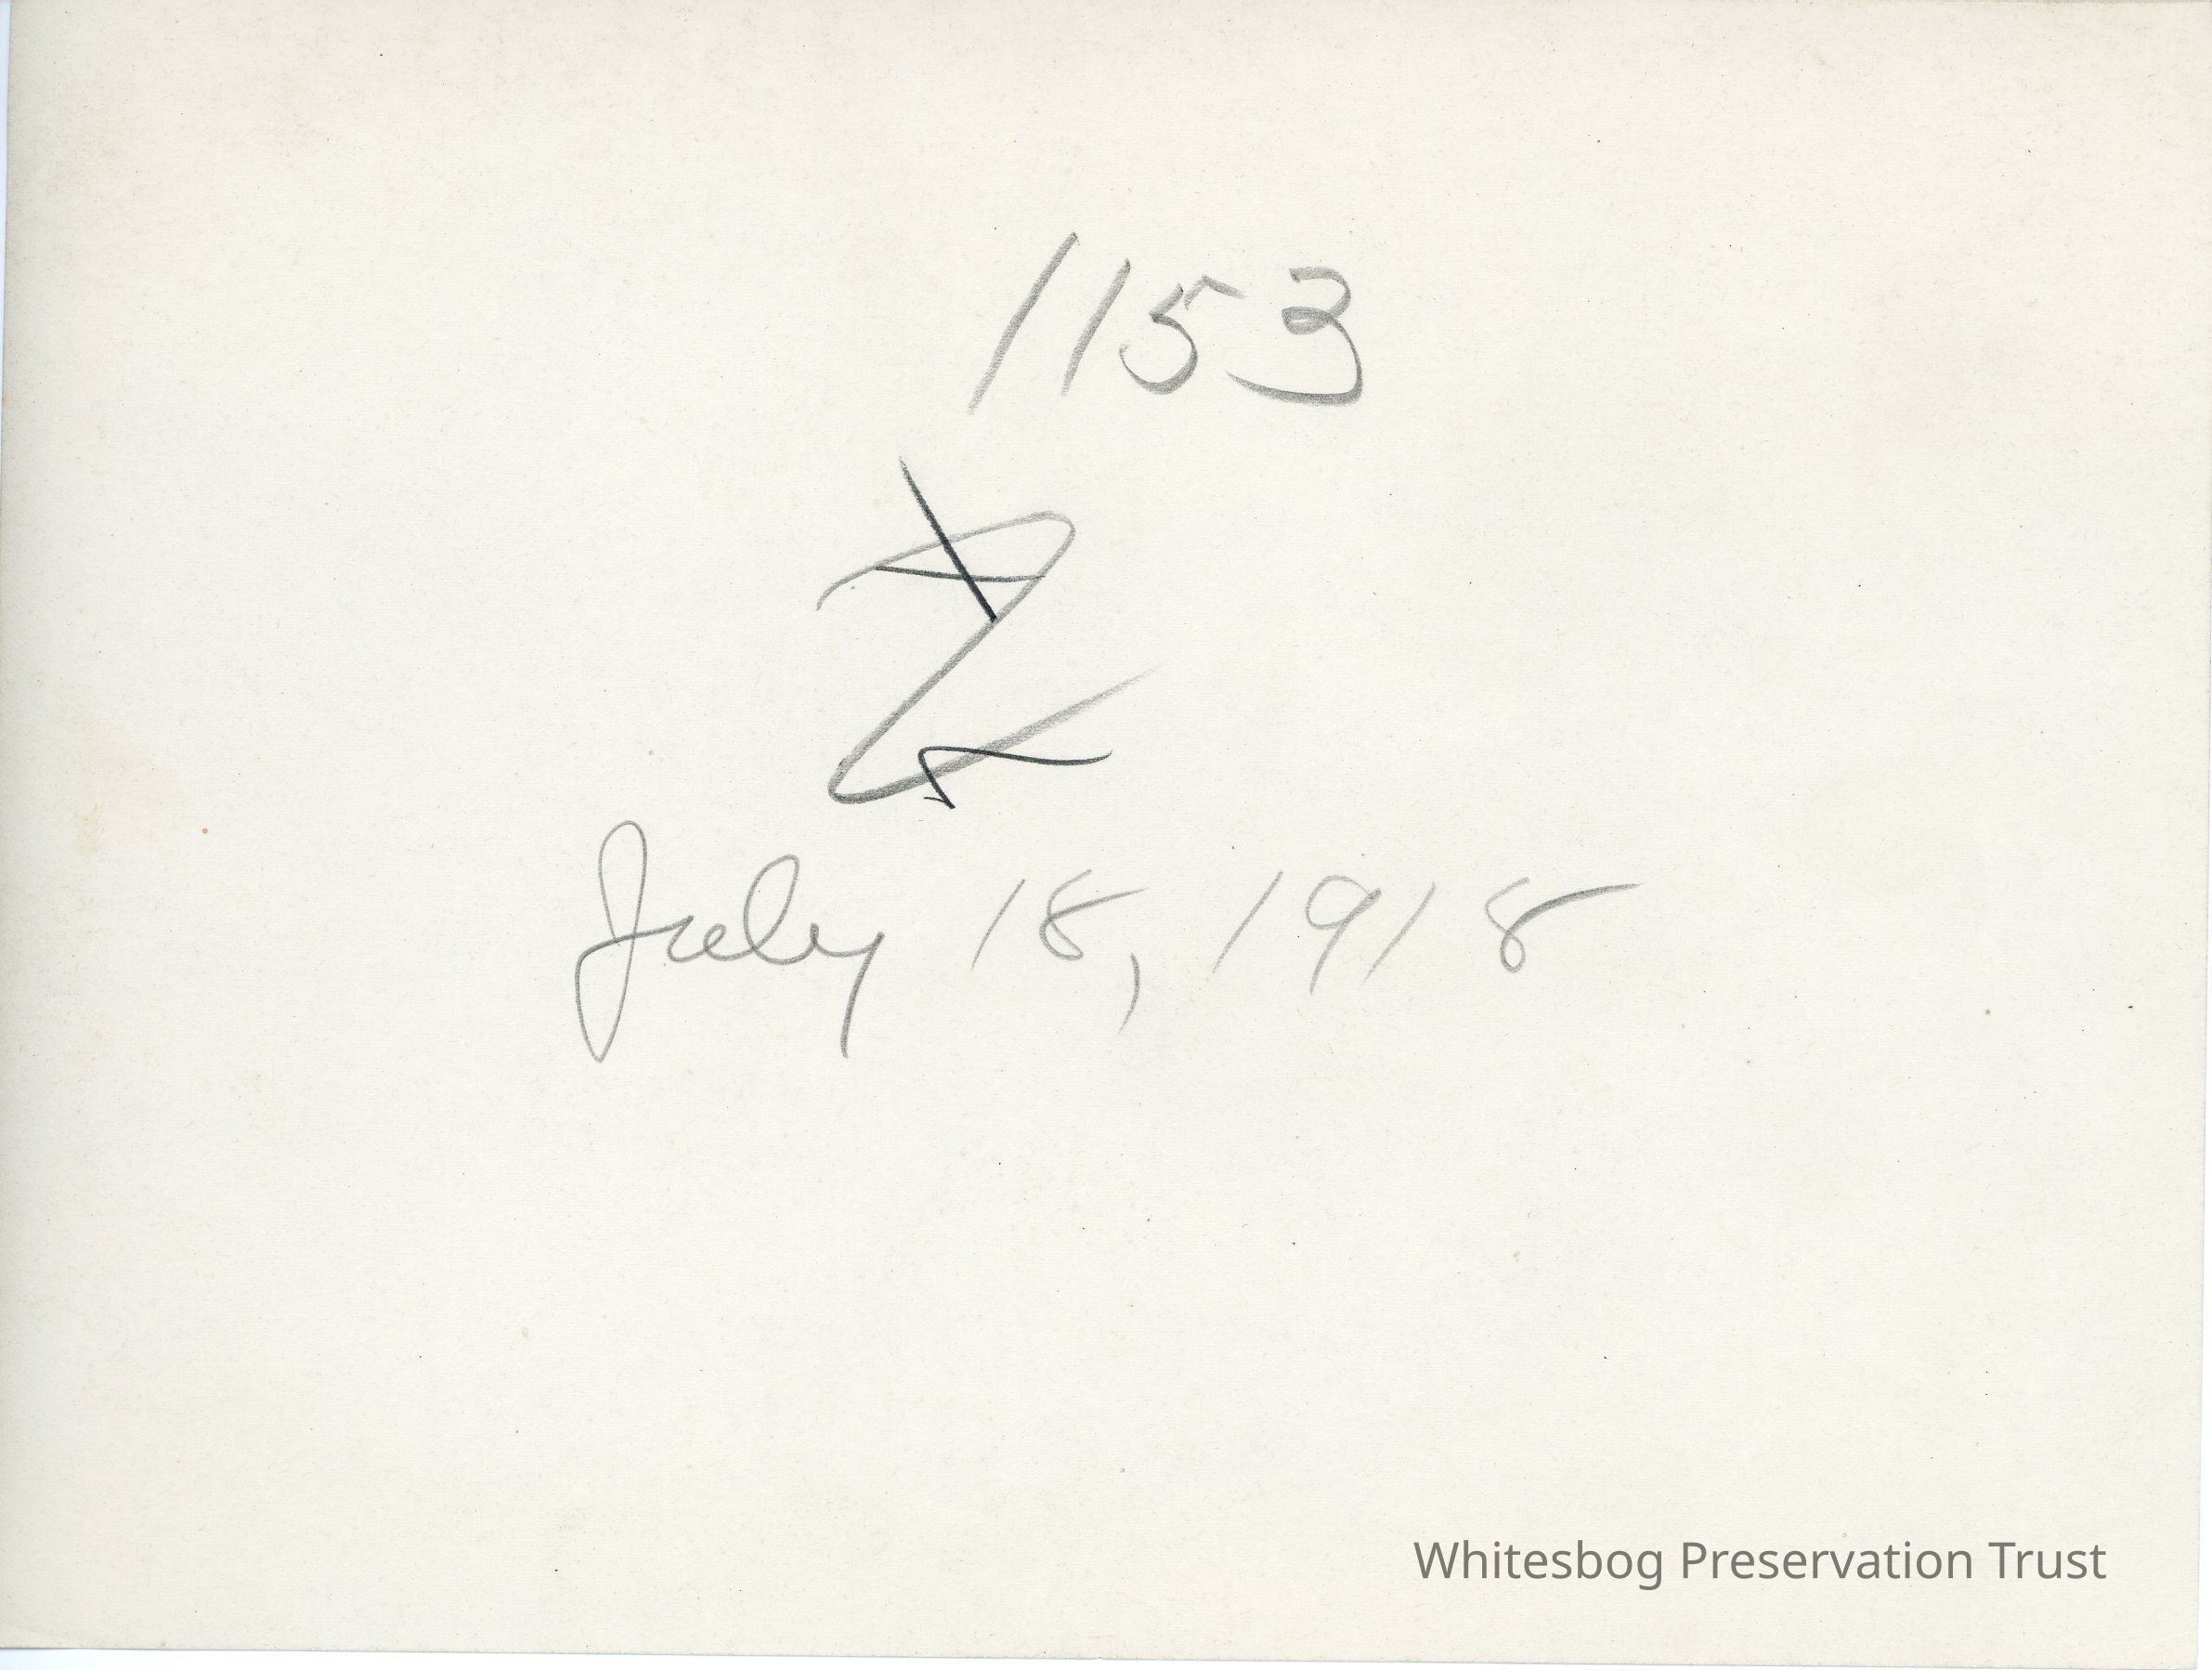 1153
Z
July 18, 1918
Whitesbog Preservation Trust